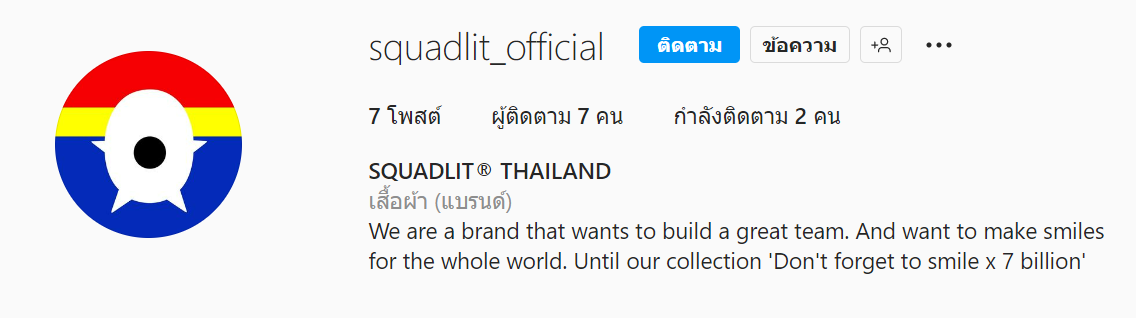 squadlit_official ติดตาม ข้อความ
7 โพสต์ ผู้ติดตาม 7 คน กำลังติดตาม 2 คน
SQUADLIT® THAILAND
เสื้อผ้า (แบรนด์)
We are a brand that wants to build a great team. And want to make smiles
for the whole world. Until our collection 'Don't forget to smile x 7 billion'